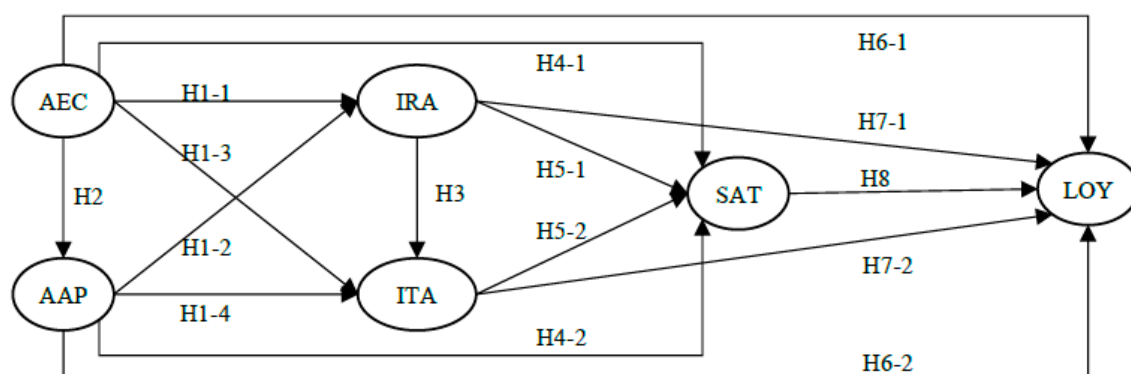 H6-1
H4-1
AEC
H1-1
IRA
H7-1
H1-3
H5-1
H2
H3
SAT
H8
LOY
H1-2
H5-2
H7-2
AAP
H1-4
ITA
H4-2
H6-2